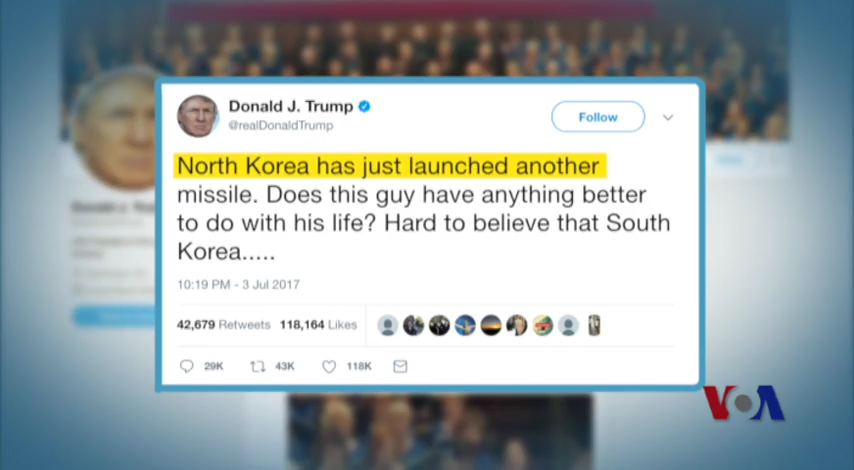 Donald J. Trump
@realDonaldTrump
Follow
North Korea has just launched another
missile. Does this guy have anything better
to do with his life? Hard to believe that South
Korea.....
10:19 PM - 3 Jul 2017
42,679 Retweets 118,164 Likes
29K 43K 118K
VOA